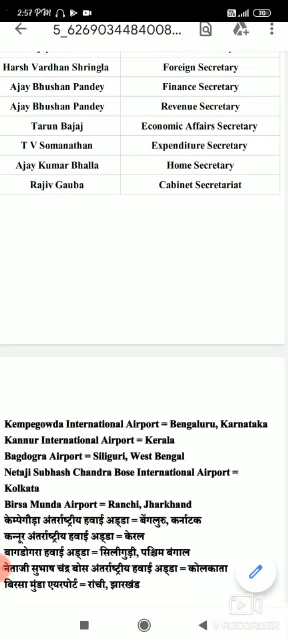 2:57 PM
70
5_6269034484008...
Harsh Vardhan Shringla Foreign Secretary
Ajay Bhushan Pandey Finance Secretary
Ajay Bhushan Pandey Revenue Secretary
Tarun Bajaj Economic Affairs Secretary
T V Somanathan Expenditure Secretary
Ajay Kumar Bhalla Home Secretary
Rajiv Gauba Cabinet Secretariat
Kempegowda International Airport = Bengaluru, Karnataka
Kannur International Airport = Kerala
Bagdogra Airport = Siliguri, West Bengal
Netaji Subhash Chandra Bose International Airport =
Kolkata
Birsa Munda Airport = Ranchi, Jharkhand
केम्पेगौड़ा अंतर्राष्ट्रीय हवाई अड्डा = बेंगलुरु, कर्नाटक
कन्नूर अंतर्राष्ट्रीय हवाई अड्डा = केरल
बागडोगरा हवाई अड्डा = सिलीगुड़ी, पश्चिम बंगाल
नेताजी सुभाष चंद्र बोस अंतर्राष्ट्रीय हवाई अड्डा = कोलकाता
बिरसा मुंडा एयरपोर्ट = रांची, झारखंड
V RECORDER